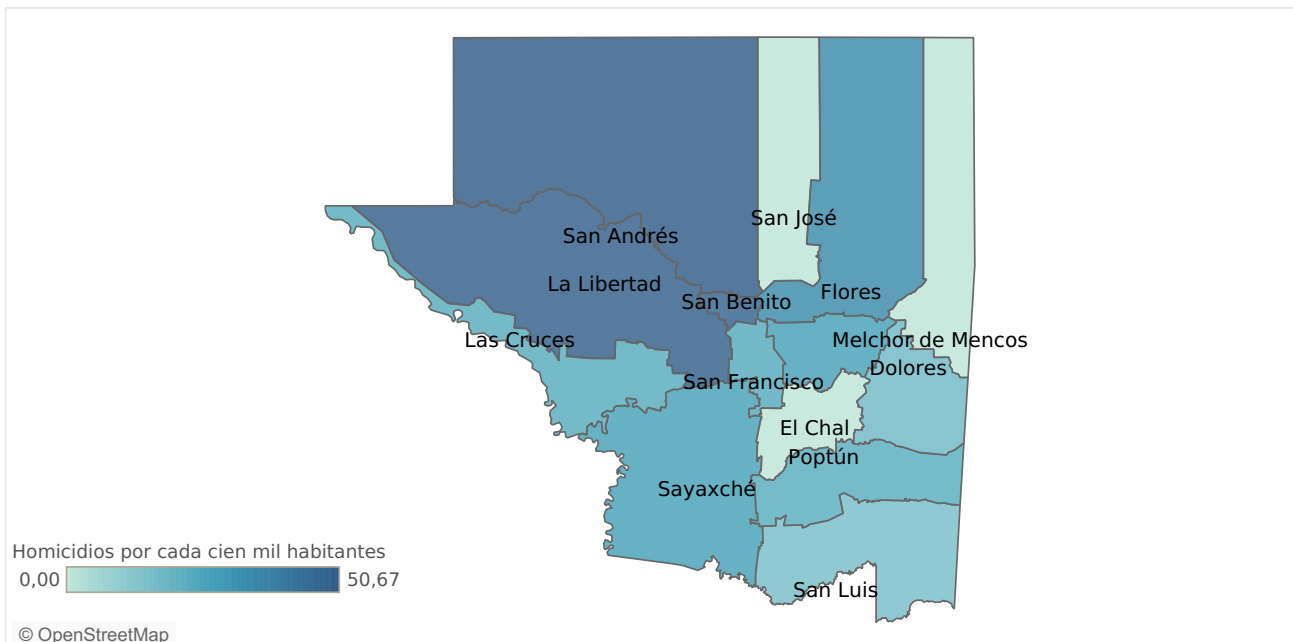 San José
San Andrés
La Libertad
San Benito
Flores
Las Cruces
Melchor de Mencos
Dolores
San Francisco
El Chal
Poptún
Sayaxché
San Luis
Homicidios por cada cien mil habitantes
0,00 50,67
© OpenStreetMap